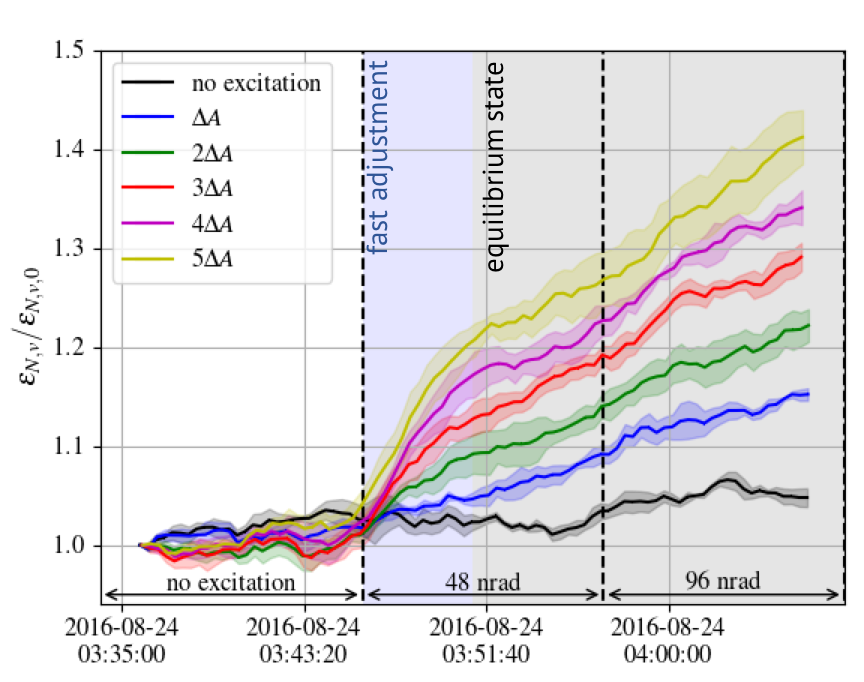 1.5
1.4
1.3
1.2
1.1
1.0
εN,v/εN,v,0
no excitation
ΔA
2ΔA
3ΔA
4ΔA
5ΔA
fast adjustment
equilibrium state
no excitation
48 nrad
96 nrad
2016-08-24
03:35:00
2016-08-24
03:43:20
2016-08-24
03:51:40
2016-08-24
04:00:00